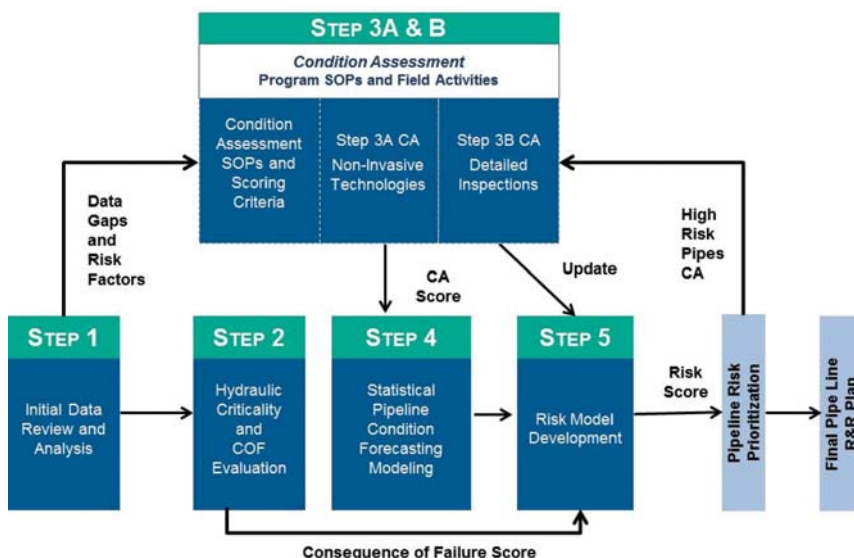 STEP 3A & B
Condition Assessment
Program SOPs and Field Activities
Condition
Assessment
SOPs and
Scoring
Criteria
Step 3A CA
Non-Invasive
Technologies
Step 3B CA
Detailed
Inspections
Data
Gaps
and
Risk
Factors
High
Risk
Pipes
CA
CA
Score
Update
STEP 1
Initial Data
Review and
Analysis
STEP 2
Hydraulic
Criticality
and
COF
Evaluation
STEP 4
Statistical
Pipeline
Condition
Forecasting
Modeling
STEP 5
Risk Model
Development
Risk
Score
Pipeline Risk
Prioritization
Final Pipe Line
R&R Plan
Consequence of Failure Score